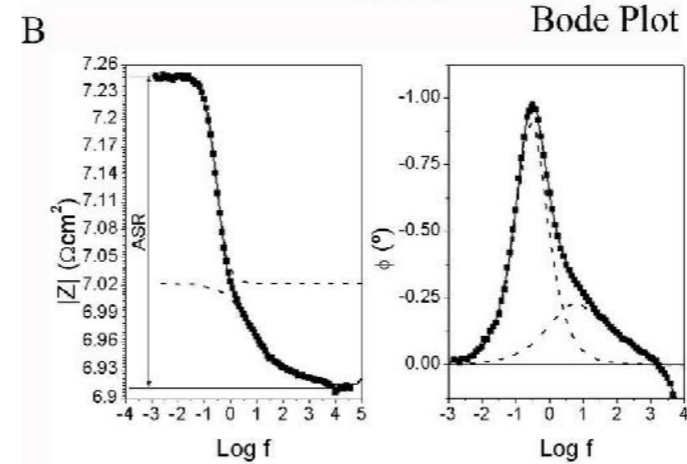 Bode Plot
B
7.26
7.23
7.2
7.17
7.14
7.11
7.08
7.05
7.02
6.99
6.96
6.93
6.9
|Z| (Ωcm²)
ASR
-4 -3 -2 -1 0 1 2 3 4 5
Log f
-1.00
-0.75
-0.50
-0.25
0.00
ϕ (º)
-3 -2 -1 0 1 2 3 4
Log f